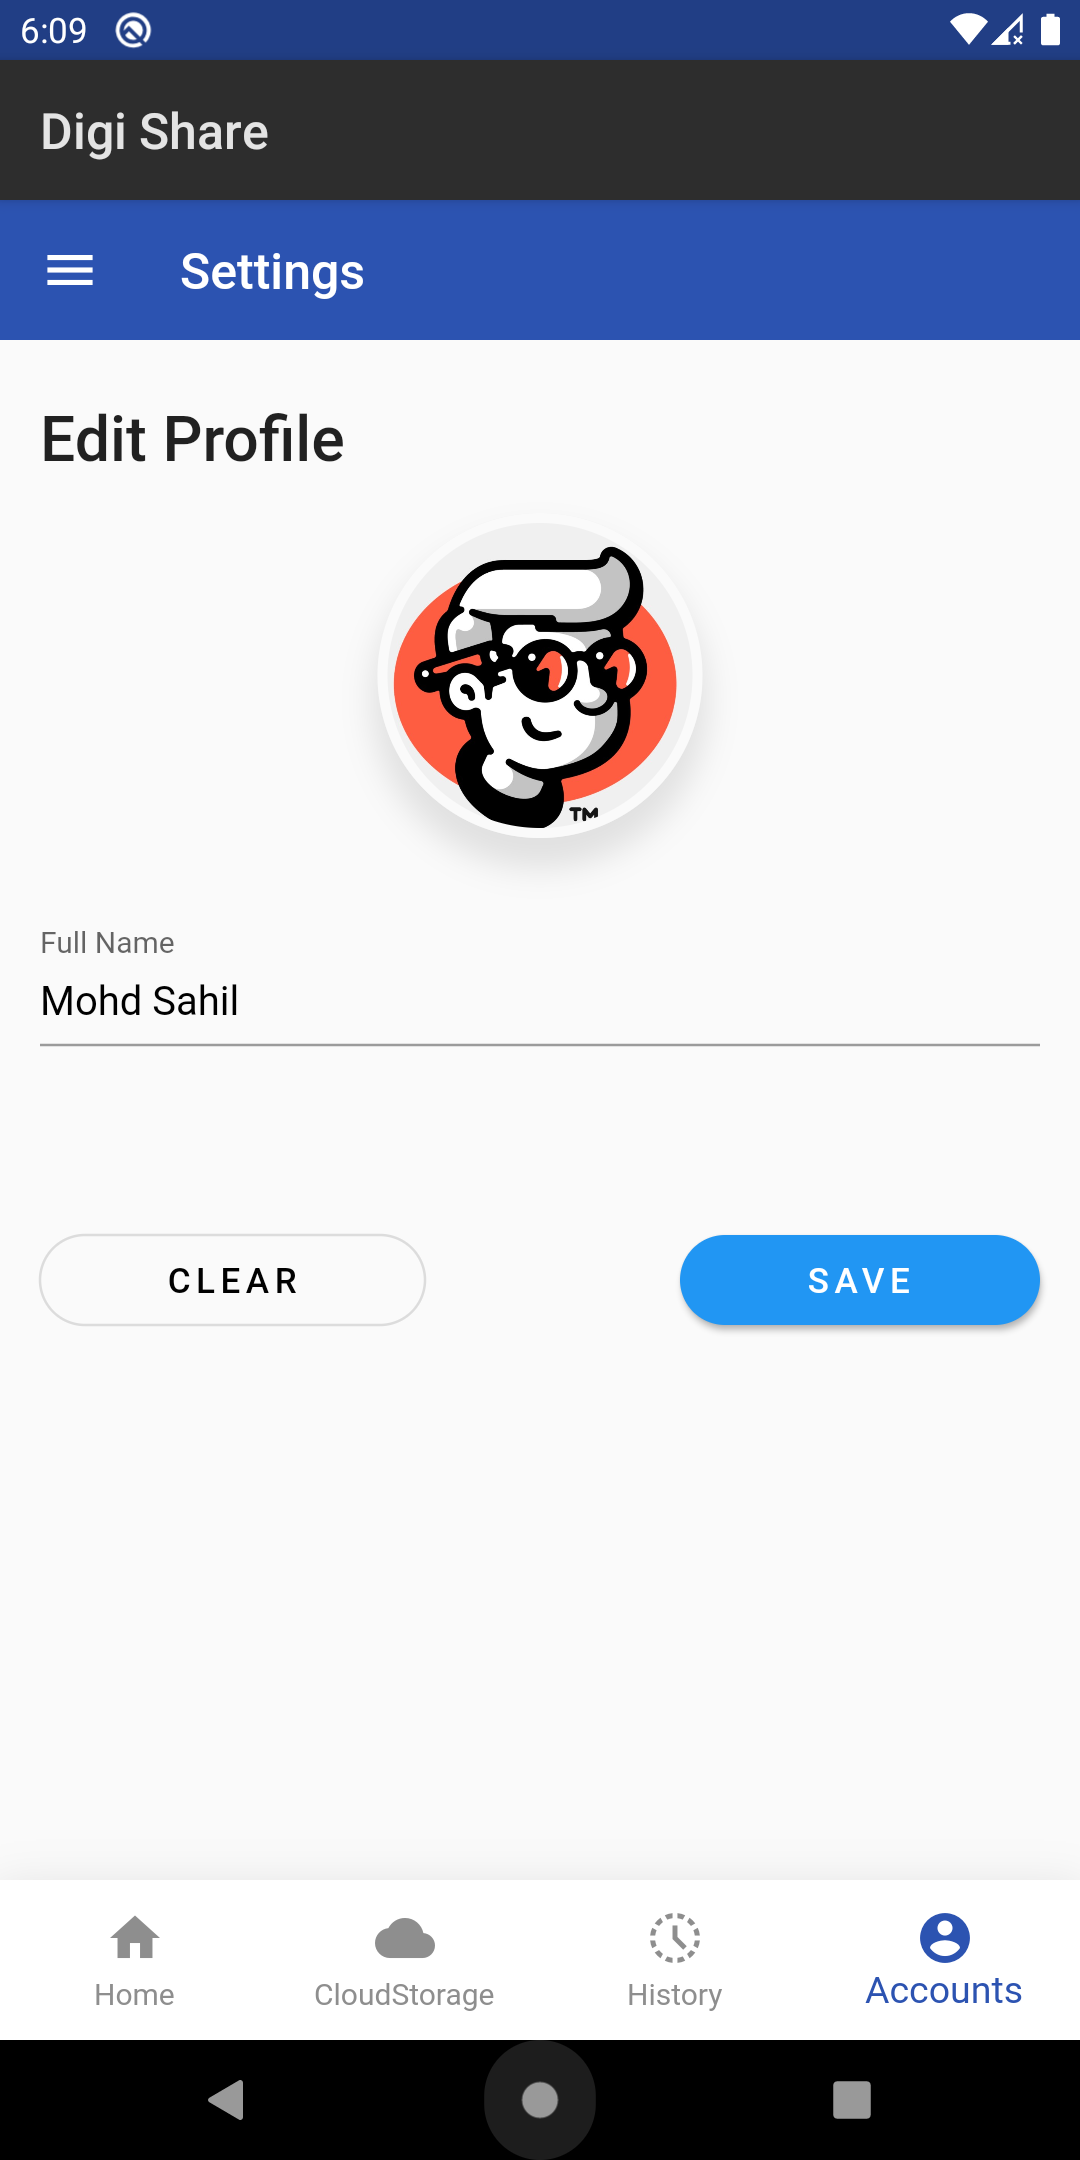 6:09
Digi Share
Settings
Edit Profile
TM
Full Name
Mohd Sahil
CLEAR
SAVE
Home
CloudStorage
History
Accounts